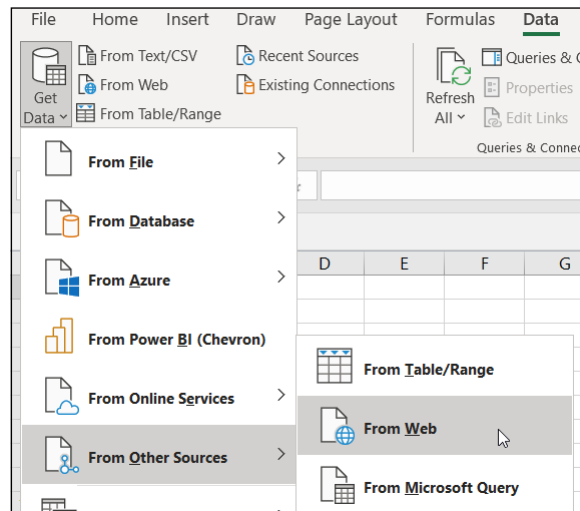 File Home Insert Draw Page Layout Formulas Data
From Text/CSV Recent Sources Queries &
From Web Existing Connections Properties
Get Data From Table/Range Refresh All Edit Links
Queries & Connec
From File
From Database
D E F G
From Azure
From Power BI (Chevron)
From Table/Range
From Online Services
From Web
From Other Sources
From Microsoft Query